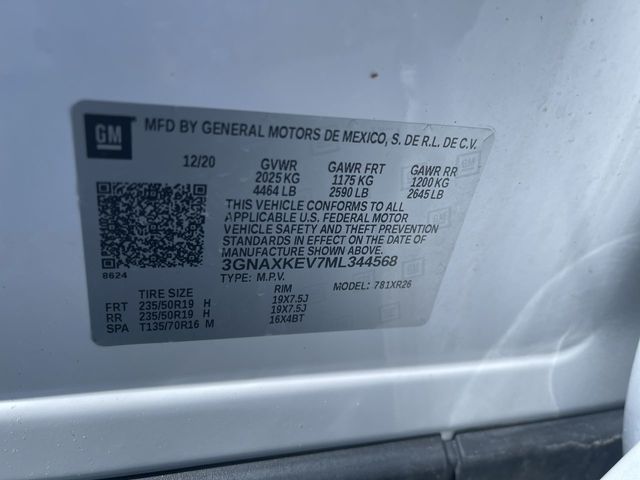 GM
MFD BY GENERAL MOTORS DE MEXICO, S. DE R.L. DE C.V.
12/20 GVWR GAWR FRT GAWR RR
2025 KG 1175 KG 1200 KG
4464 LB 2590 LB 2645 LB
THIS VEHICLE CONFORMS TO ALL
APPLICABLE U.S. FEDERAL MOTOR
VEHICLE SAFETY AND THEFT PREVENTION
STANDARDS IN EFFECT ON THE DATE OF
MANUFACTURE SHOWN ABOVE.
8624 3GNAXKEV7ML344568
TYPE: M.P.V. MODEL: 781XR26
TIRE SIZE RIM
FRT 235/50R19 H 19X7.5J
RR 235/50R19 H 19X7.5J
SPA T135/70R16 M 16X4BT